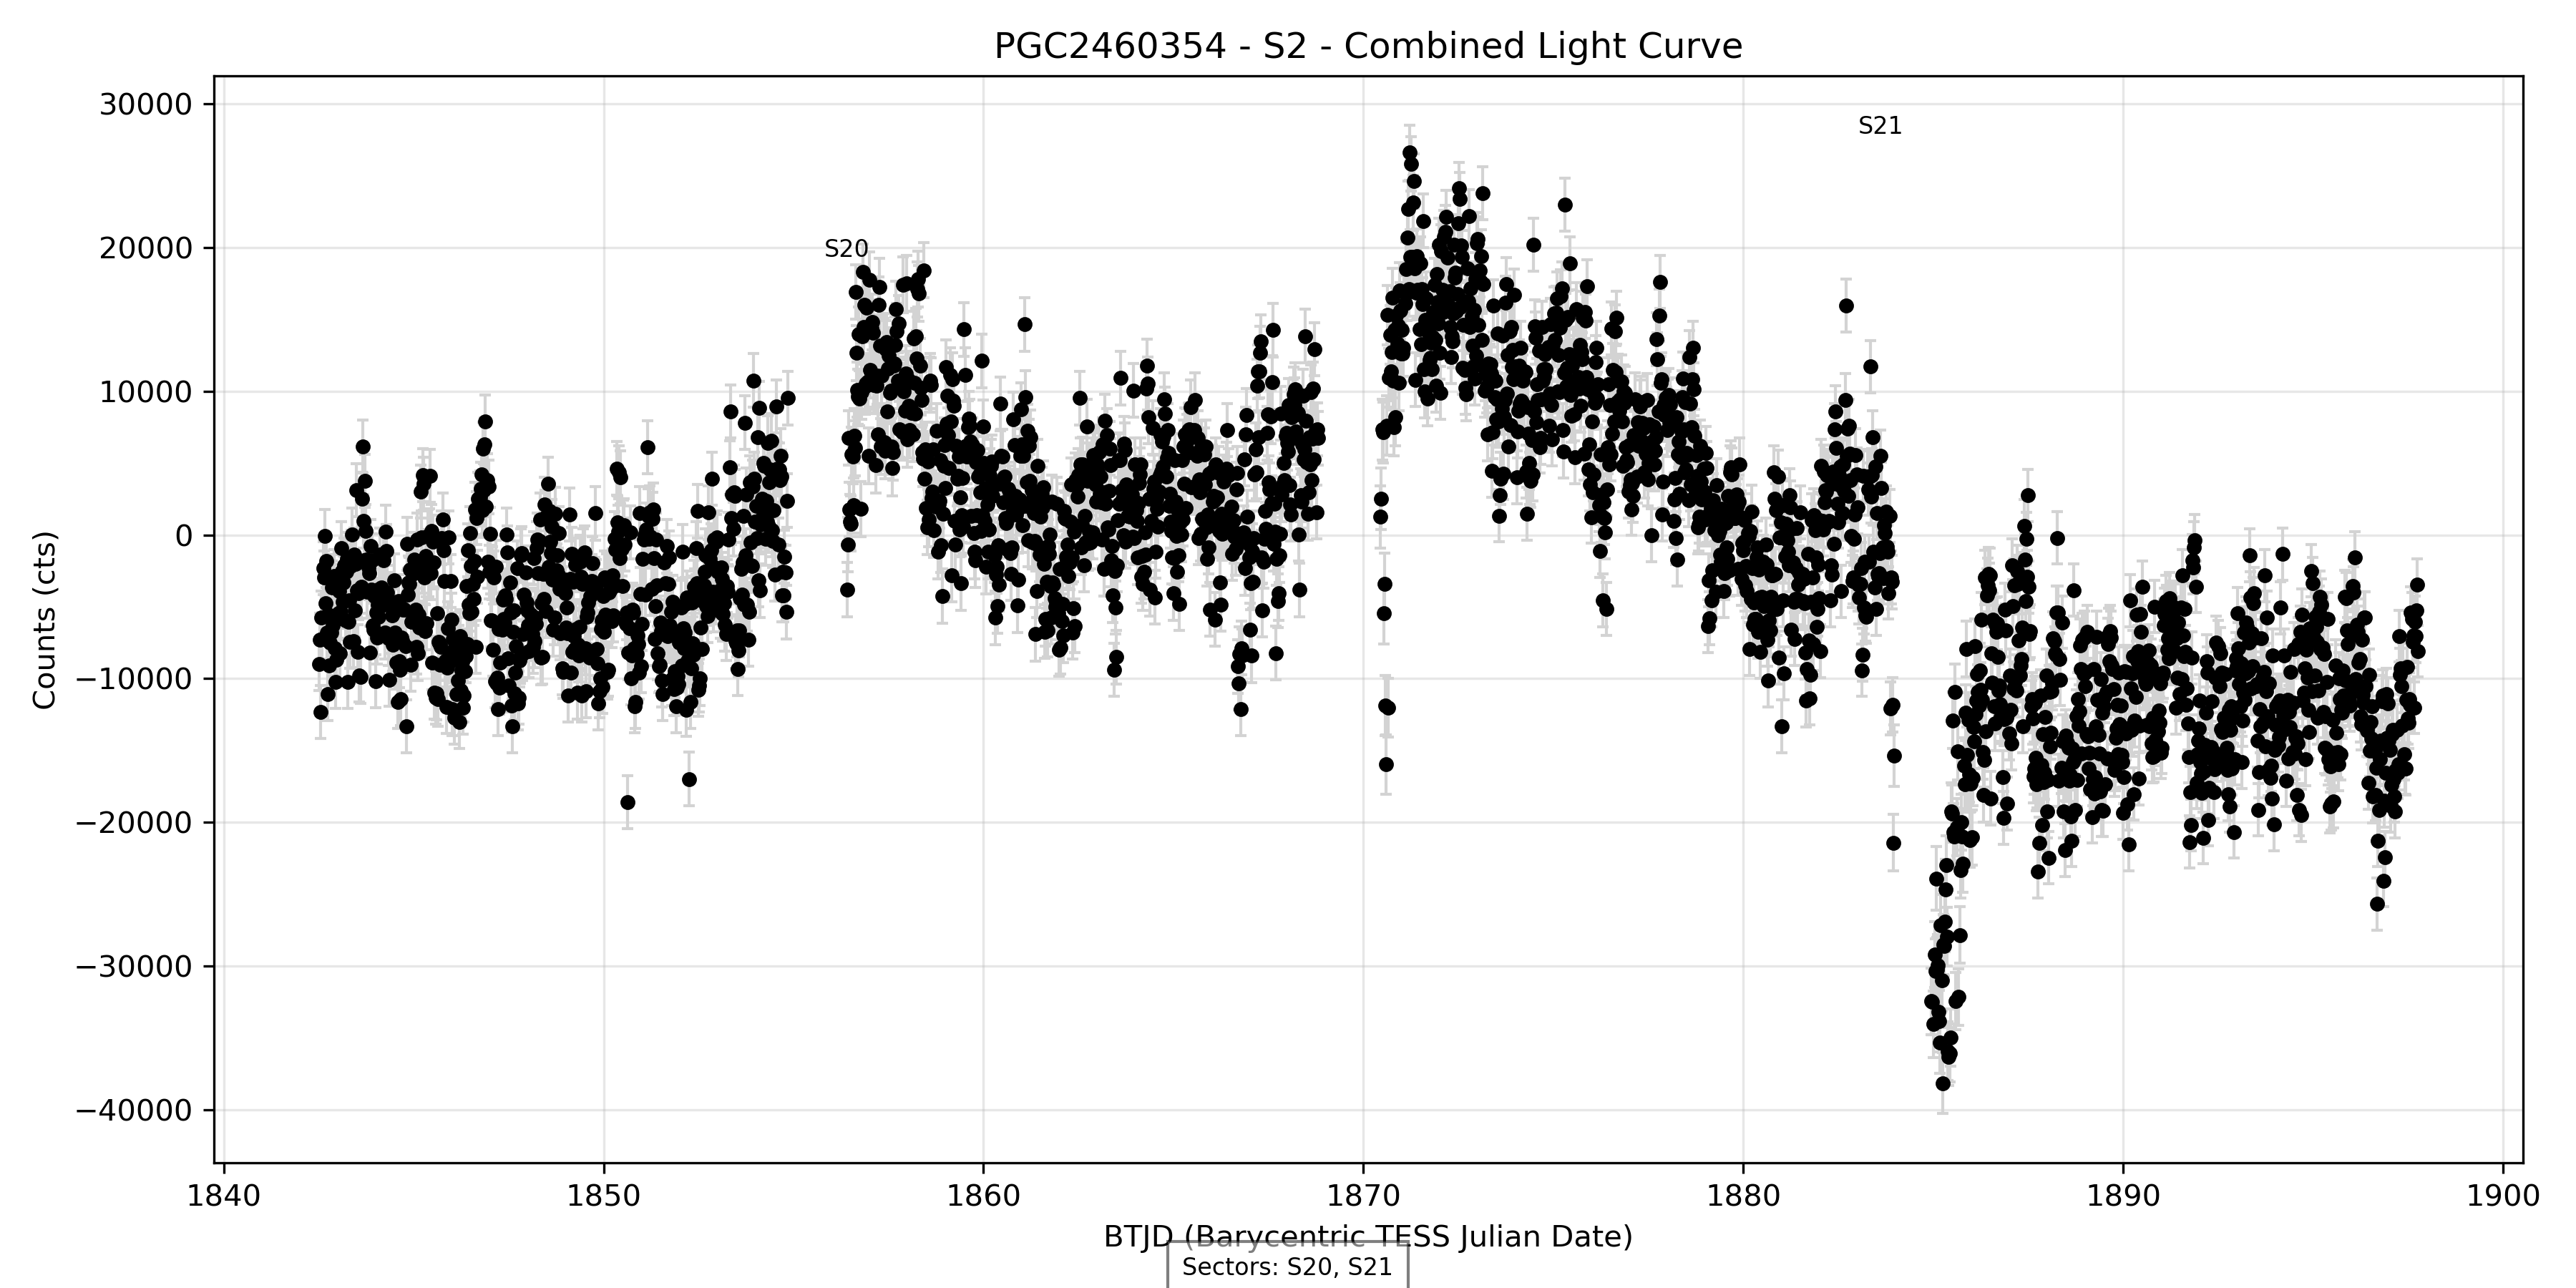 PGC2460354 - S2 - Combined Light Curve
30000
20000
10000
0
−10000
−20000
−30000
−40000
Counts (cts)
S20
S21
1840
1850
1860
1870
1880
1890
1900
BTJD (Barycentric TESS Julian Date)
Sectors: S20, S21